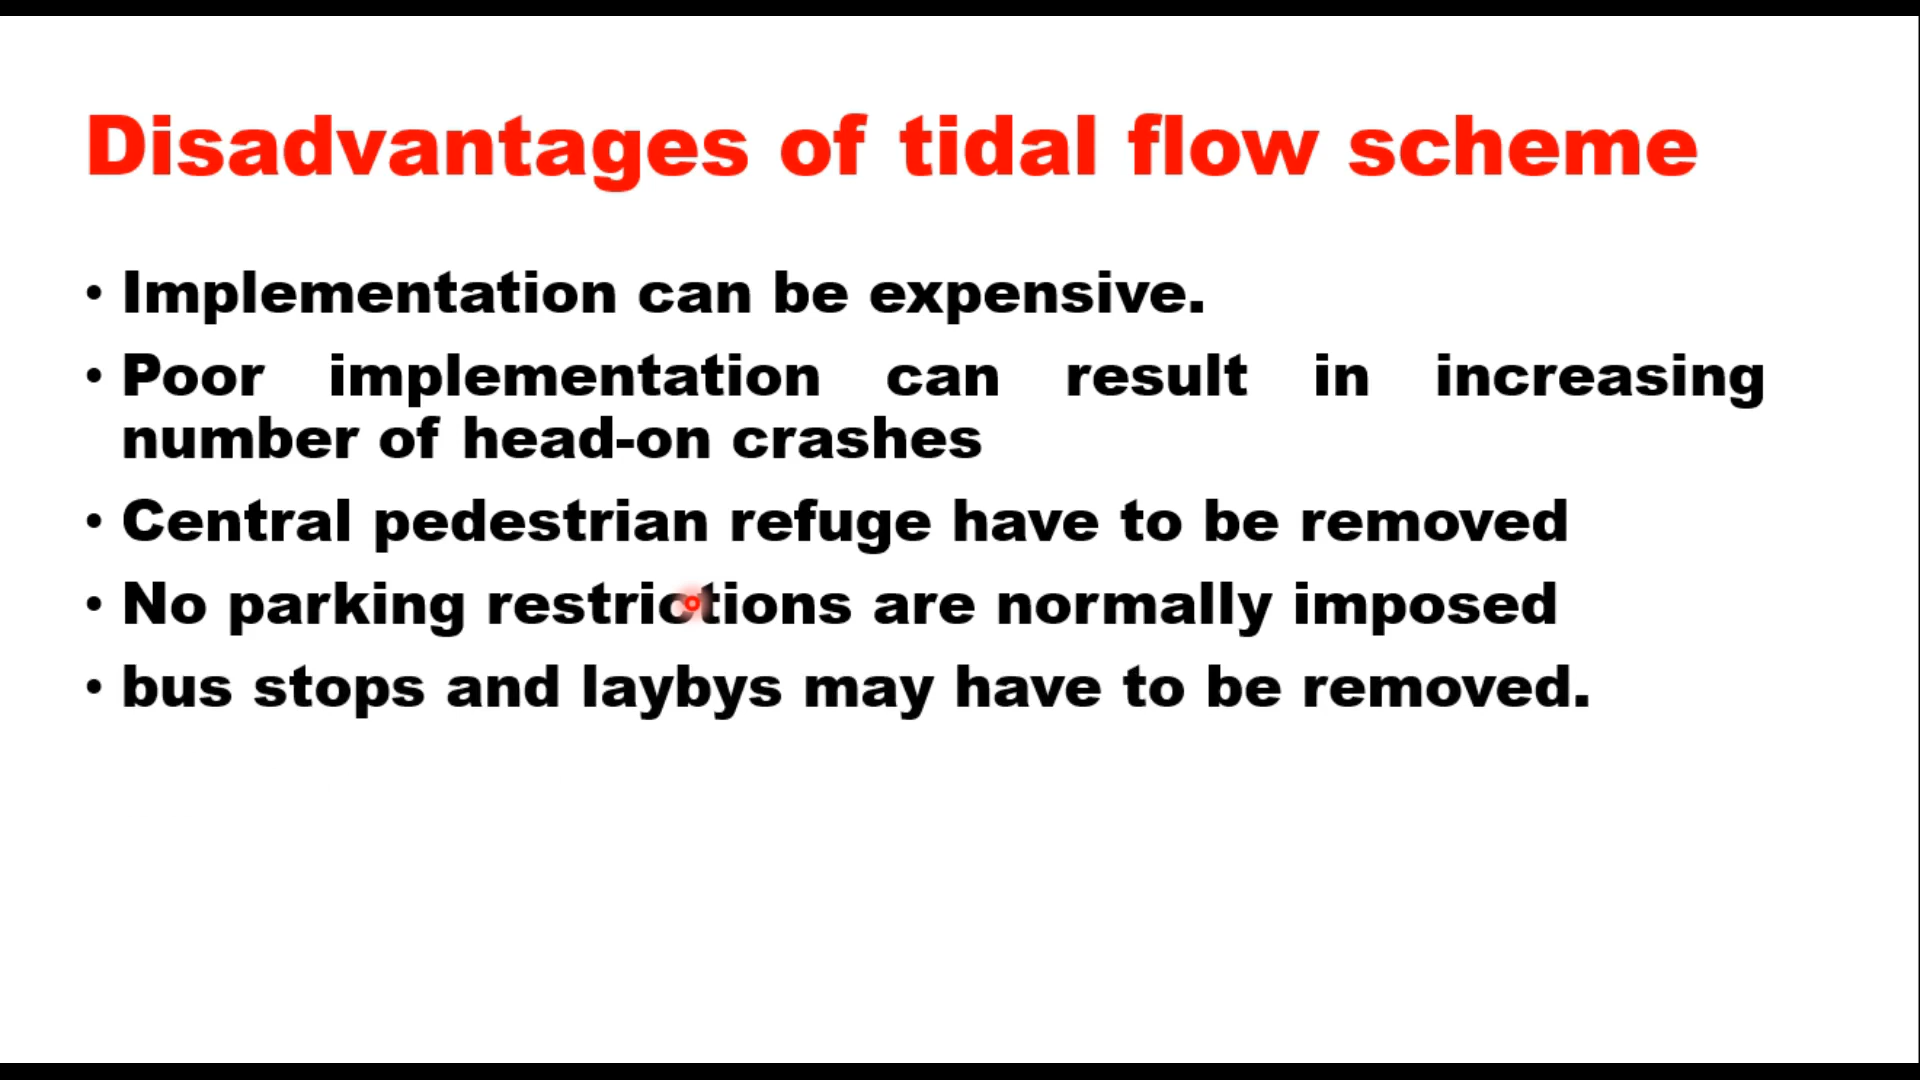 Disadvantages of tidal flow scheme
• Implementation can be expensive.
• Poor implementation can result in increasing
number of head-on crashes
• Central pedestrian refuge have to be removed
• No parking restrictions are normally imposed
• bus stops and laybys may have to be removed.